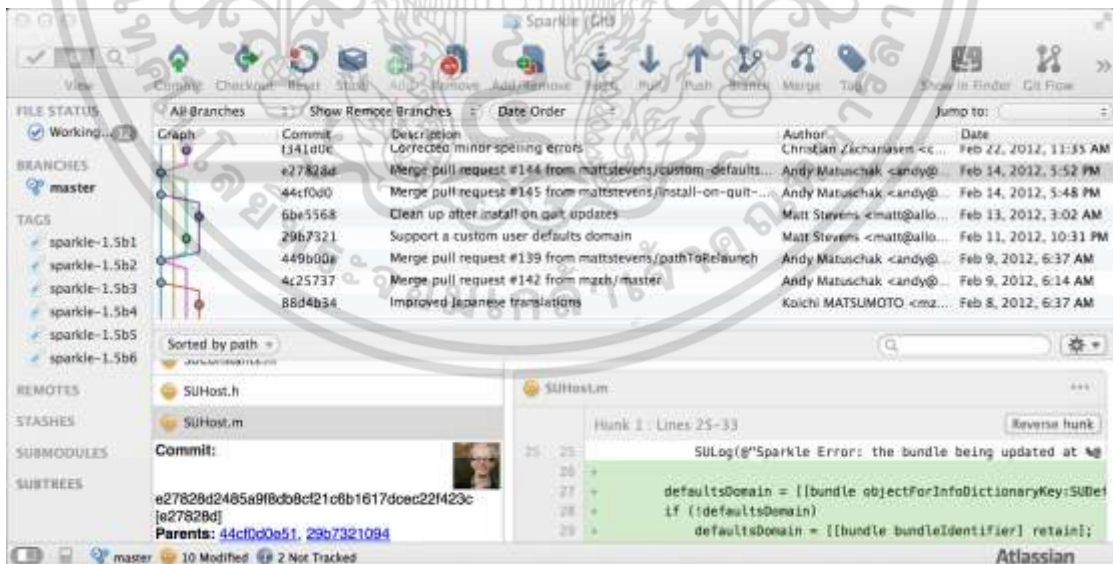 Sparkle (Git)
View Commit Checkout Reset Stash Add Remove Add/Remove Fetch Pull Push Branch Merge Tag Show in Finder Git Flow
FILE STATUS
Working...
BRANCHES
master
TAGS
sparkle-1.5b1
sparkle-1.5b2
sparkle-1.5b3
sparkle-1.5b4
sparkle-1.5b5
sparkle-1.5b6
REMOTES
STASHES
SUBMODULES
SUBTREES
All Branches Show Remote Branches Date Order Jump to:
Graph Commit Description Author Date
f341d0c Corrected minor spelling errors Christian Zachariasen <c... Feb 22, 2012, 11:35 AM
e27828d Merge pull request #144 from mattstevens/custom-defaults... Andy Matuschak <andy@... Feb 14, 2012, 5:52 PM
44cf0d0 Merge pull request #145 from mattstevens/install-on-quit-... Andy Matuschak <andy@... Feb 14, 2012, 5:48 PM
6be5568 Clean up after install on quit updates Matt Stevens <matt@allo... Feb 13, 2012, 3:02 AM
29b7321 Support a custom user defaults domain Matt Stevens <matt@allo... Feb 11, 2012, 10:31 PM
449b00e Merge pull request #139 from mattstevens/pathToRelaunch Andy Matuschak <andy@... Feb 9, 2012, 6:37 AM
4c25737 Merge pull request #142 from mzch/master Andy Matuschak <andy@... Feb 9, 2012, 6:14 AM
88d4b34 Improved Japanese translations Koichi MATSUMOTO <mz... Feb 8, 2012, 6:37 AM
Sorted by path
SUConstants.m
SUHost.h
SUHost.m
Commit:
e27828d2485a9f8db8cf21c6b1617dcec22f423c
[e27828d]
Parents: 44cf0d0e51, 29b7321094
SUHost.m
Hunk 1 : Lines 25-33 Reverse hunk
25 25 SULog(@"Sparkle Error: the bundle being updated at %@
26 +
27 + defaultsDomain = [[bundle objectForInfoDictionaryKey:SUDef
28 + if (!defaultsDomain)
29 + defaultsDomain = [[bundle bundleIdentifier] retain];
master 10 Modified 2 Not Tracked Atlassian